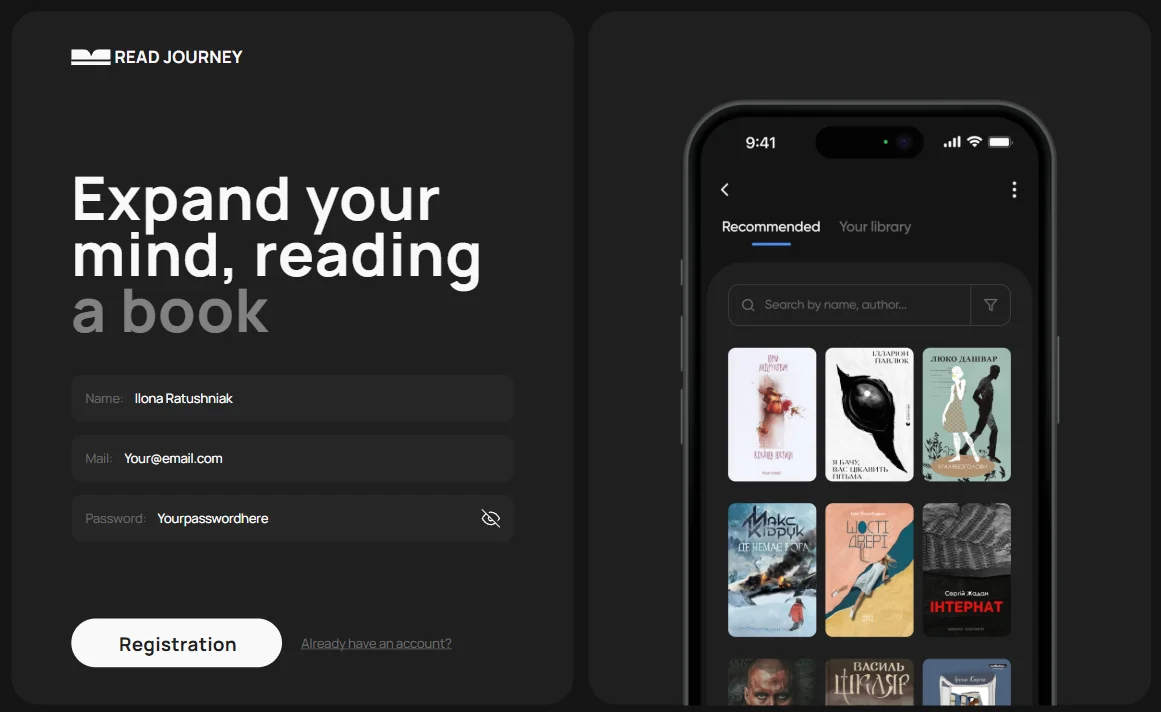 READ JOURNEY
Expand your
mind, reading
a book
Name: Ilona Ratushniak
Mail: Your@email.com
Password: Yourpasswordhere
Registration
Already have an account?
9:41
Recommended
Your library
Search by name, author...
ІЛЛАРІОН
ПАВЛЮК
Я БАЧУ,
ВАС ЦІКАВИТЬ
ПІТЬМА
ЛЮКО ДАШВАР
Макс
Кідрук
ДЕ НЕМАЄ БОГА
ШОСТІ
ДВЕРІ
Сергій Жадан
ІНТЕРНАТ
ВАСИЛЬ
ШКЛЯР